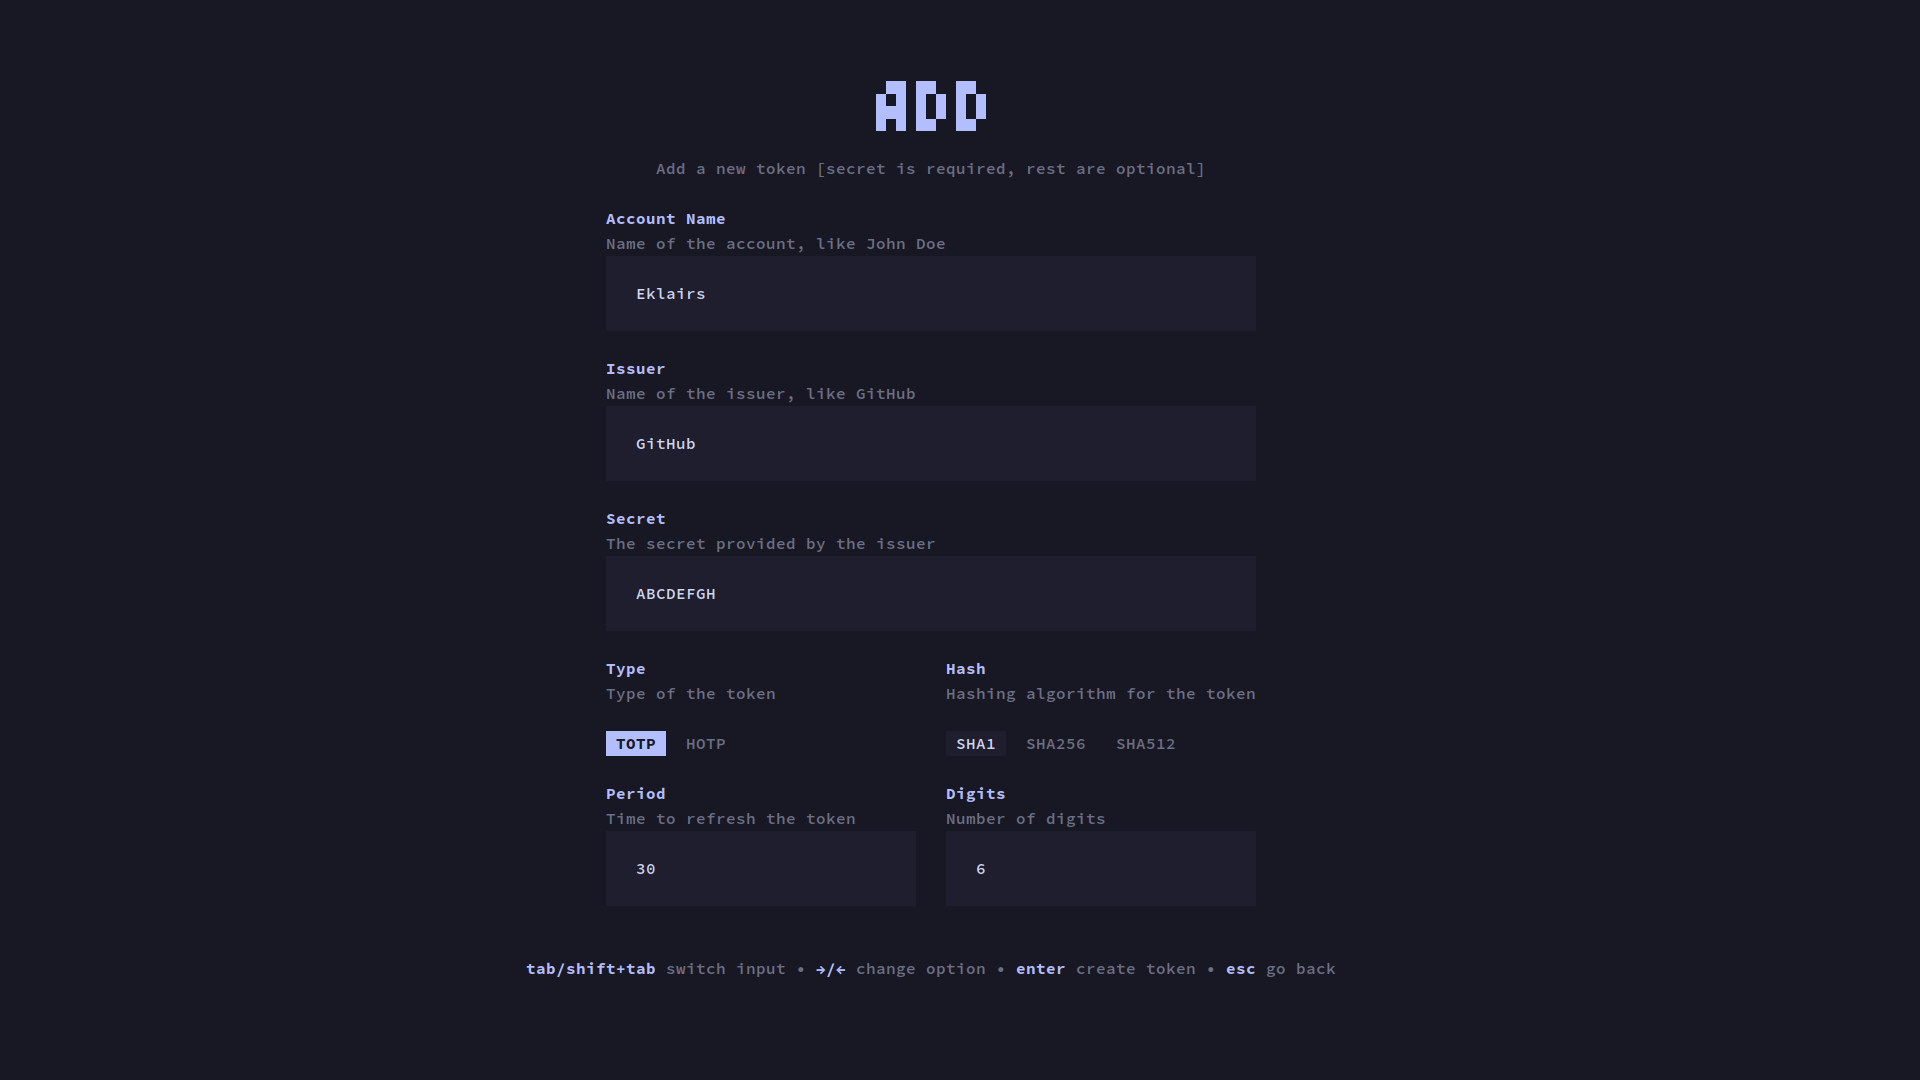 ADD
Add a new token [secret is required, rest are optional]
Account Name
Name of the account, like John Doe
Eklairs
Issuer
Name of the issuer, like GitHub
GitHub
Secret
The secret provided by the issuer
ABCDEFGH
Type
Type of the token
TOTP HOTP
Hash
Hashing algorithm for the token
SHA1 SHA256 SHA512
Period
Time to refresh the token
30
Digits
Number of digits
6
tab/shift+tab switch input • →/← change option • enter create token • esc go back